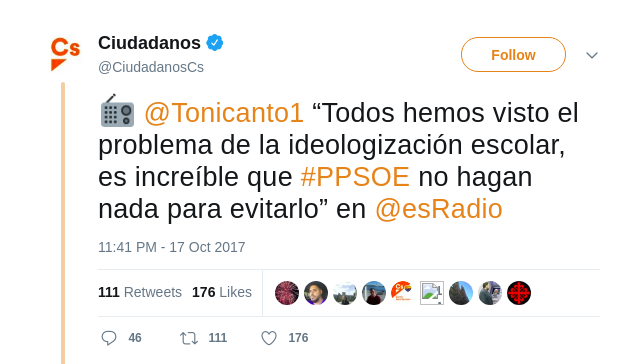 Cs
Ciudadanos
@CiudadanosCs
Follow
@Tonicanto1 “Todos hemos visto el
problema de la ideologización escolar,
es increíble que #PPSOE no hagan
nada para evitarlo” en @esRadio
11:41 PM - 17 Oct 2017
111 Retweets 176 Likes
46 111 176